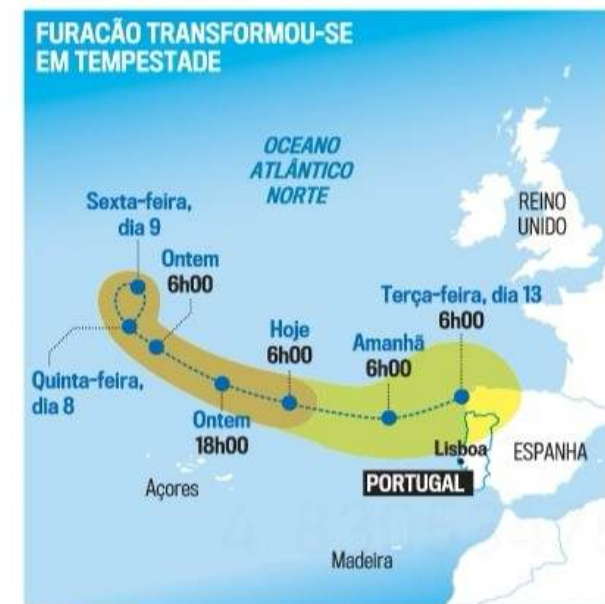 FURACÃO TRANSFORMOU-SE
EM TEMPESTADE
OCEANO
ATLÂNTICO
NORTE
REINO
UNIDO
Sexta-feira,
dia 9
Ontem
6h00
Terça-feira, dia 13
6h00
Hoje
6h00
Amanhã
6h00
Quinta-feira,
dia 8
Ontem
18h00
Lisboa
ESPANHA
PORTUGAL
Açores
Madeira